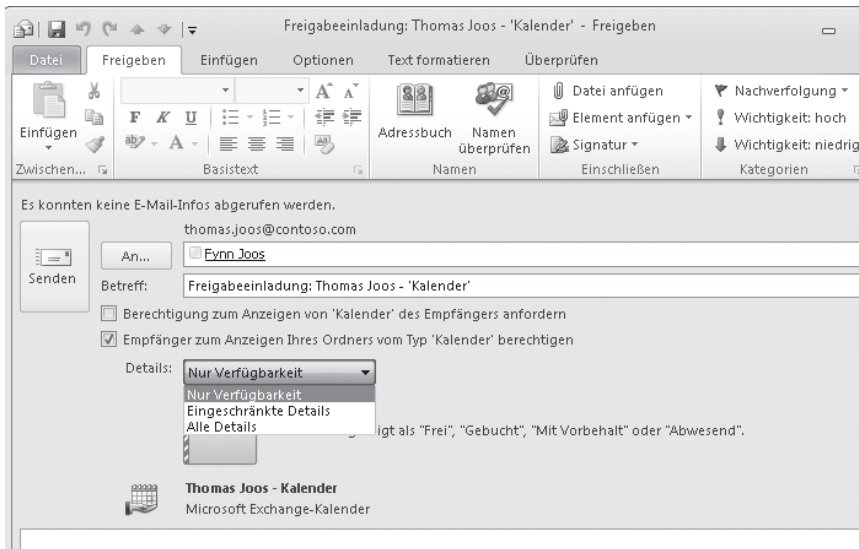 Freigabeeinladung: Thomas Joos - 'Kalender' - Freigeben
Datei Freigeben Einfügen Optionen Text formatieren Überprüfen
Einfügen
F K U
A A
ab A
Adressbuch
Namen überprüfen
Datei anfügen
Element anfügen
Signatur
Nachverfolgung
Wichtigkeit: hoch
Wichtigkeit: niedrig
Zwischen... Basistext Namen Einschließen Kategorien
Es konnten keine E-Mail-Infos abgerufen werden.
thomas.joos@contoso.com
Senden
An... Fynn Joos
Betreff: Freigabeeinladung: Thomas Joos - 'Kalender'
Berechtigung zum Anzeigen von 'Kalender' des Empfängers anfordern
Empfänger zum Anzeigen Ihres Ordners vom Typ 'Kalender' berechtigen
Details: Nur Verfügbarkeit
Nur Verfügbarkeit
Eingeschränkte Details
Alle Details
als "Frei", "Gebucht", "Mit Vorbehalt" oder "Abwesend".
Thomas Joos - Kalender
Microsoft Exchange-Kalender